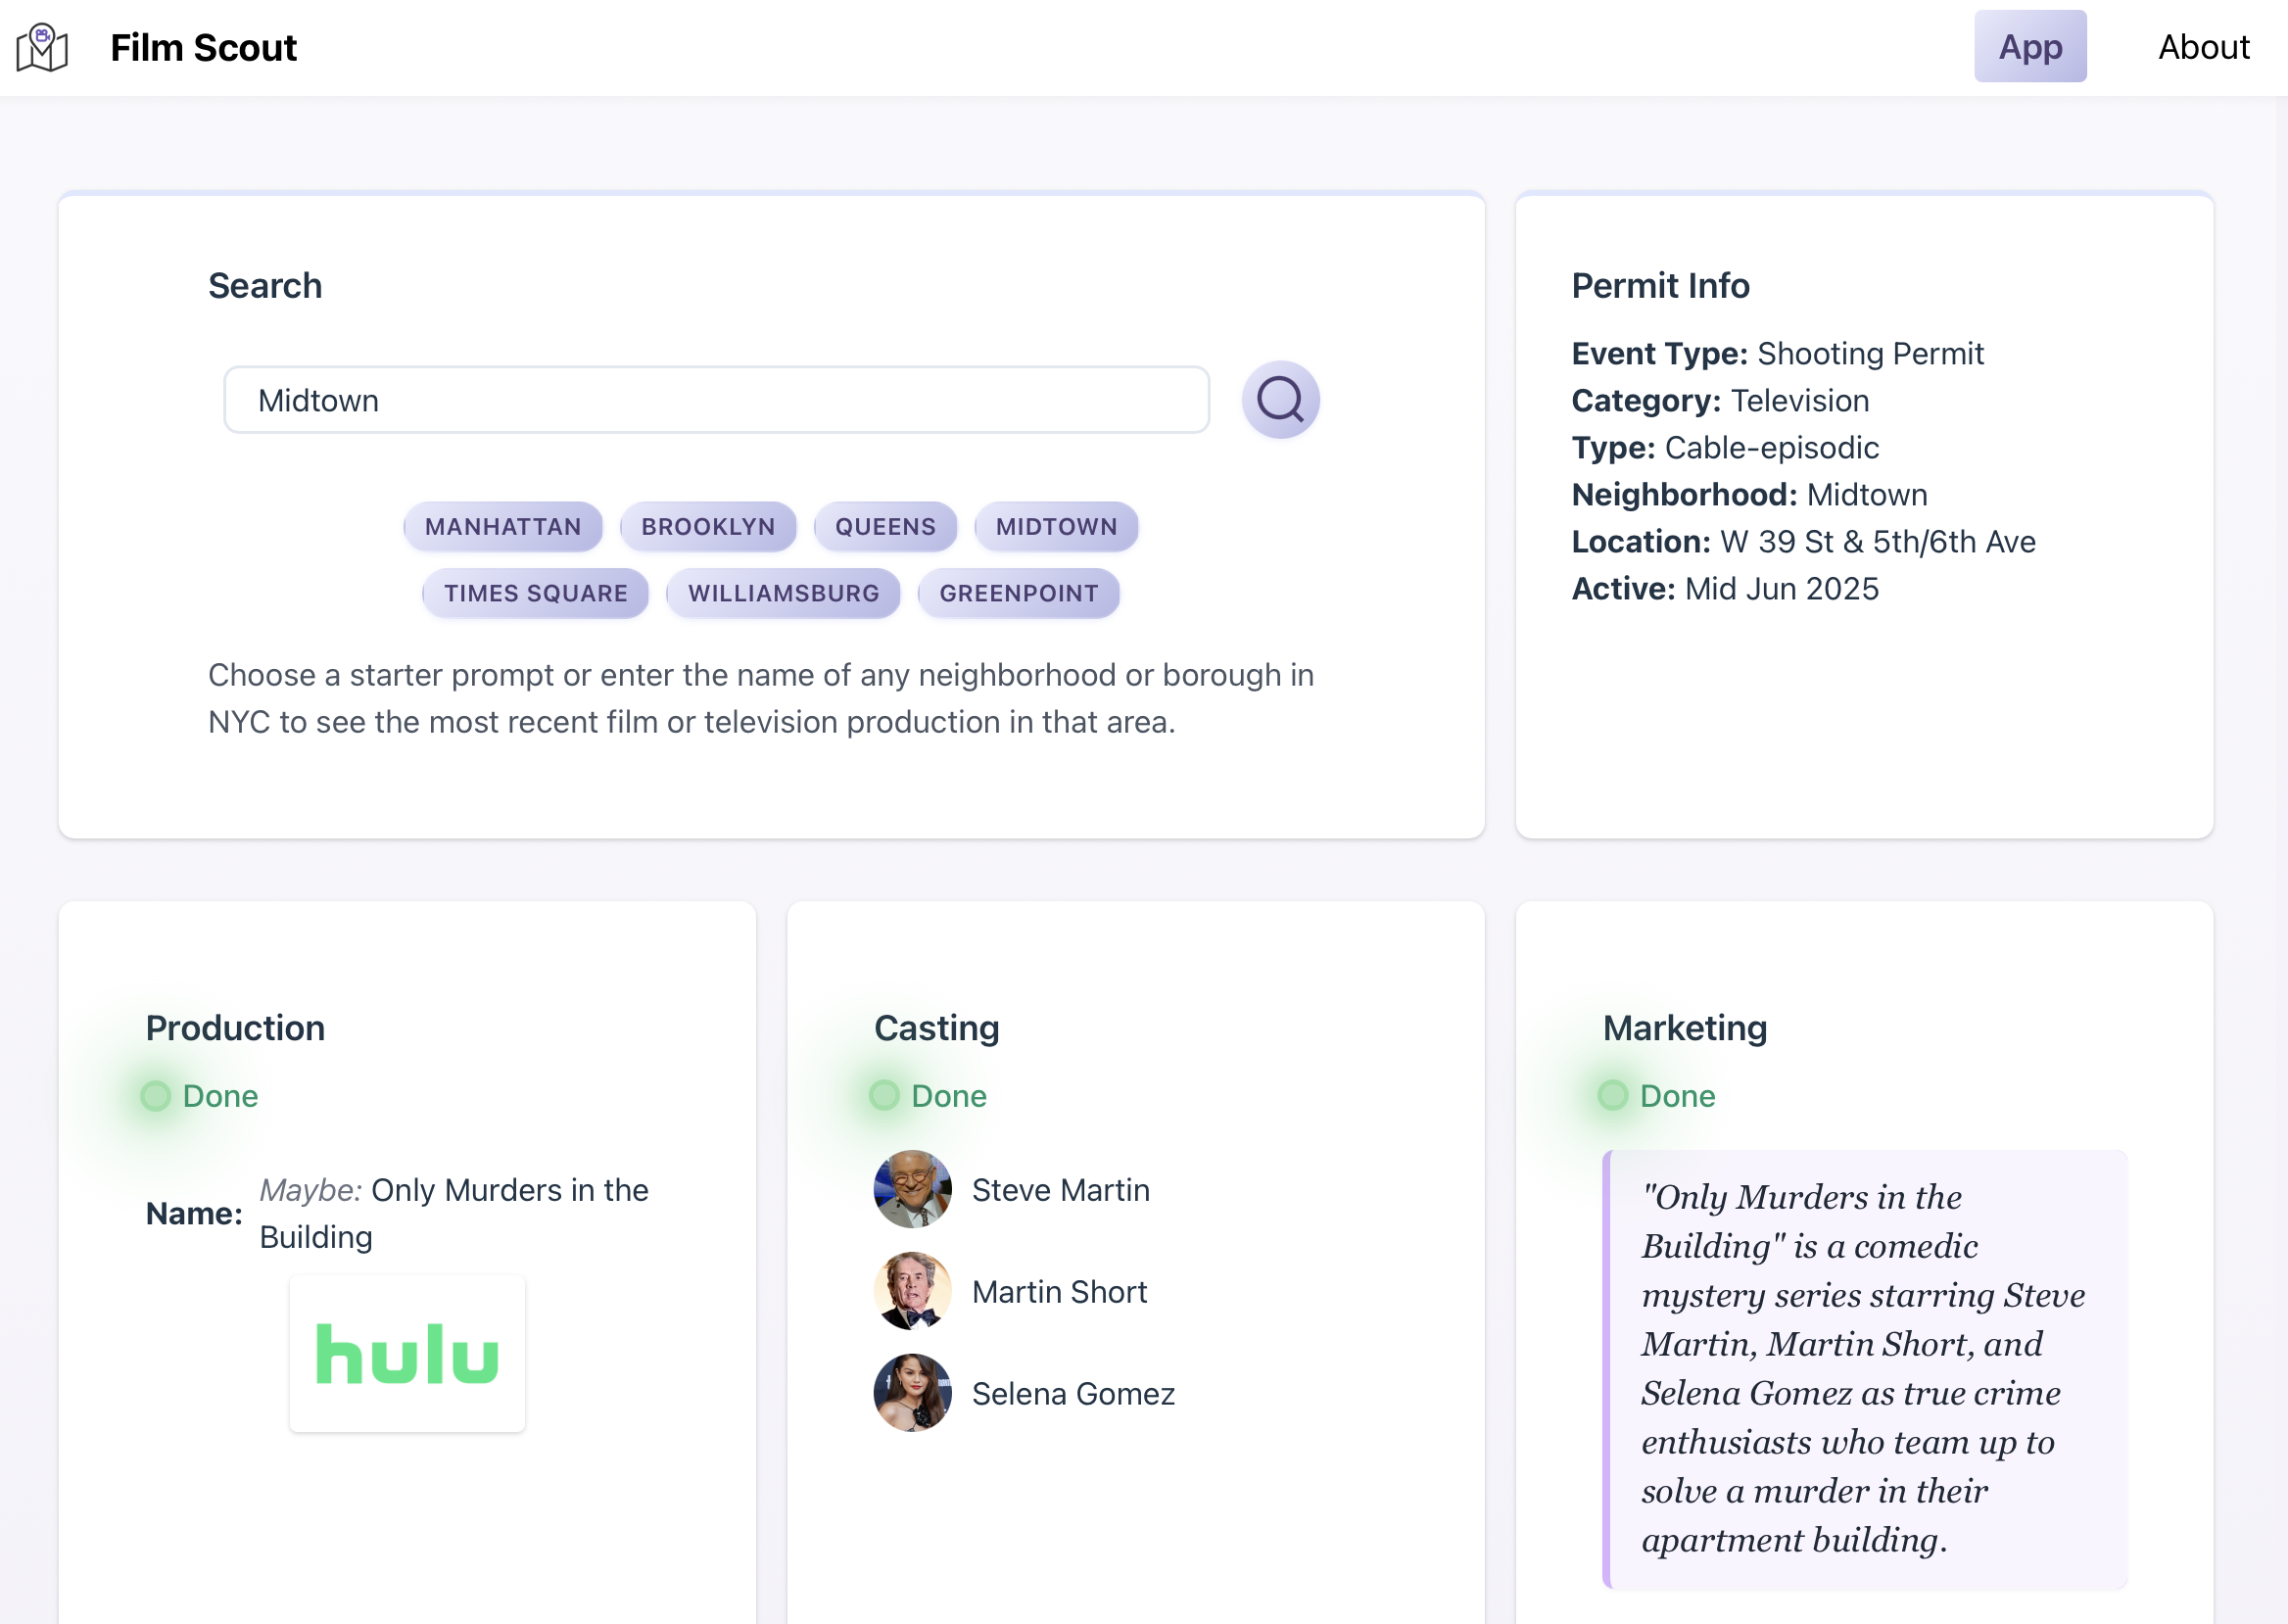 Film Scout
App
About
Search
Midtown
MANHATTAN
BROOKLYN
QUEENS
MIDTOWN
TIMES SQUARE
WILLIAMSBURG
GREENPOINT
Choose a starter prompt or enter the name of any neighborhood or borough in
NYC to see the most recent film or television production in that area.
Permit Info
Event Type: Shooting Permit
Category: Television
Type: Cable-episodic
Neighborhood: Midtown
Location: W 39 St & 5th/6th Ave
Active: Mid Jun 2025
Production
Done
Name:
Maybe: Only Murders in the
Building
hulu
Casting
Done
Steve Martin
Martin Short
Selena Gomez
Marketing
Done
"Only Murders in the
Building" is a comedic
mystery series starring Steve
Martin, Martin Short, and
Selena Gomez as true crime
enthusiasts who team up to
solve a murder in their
apartment building.